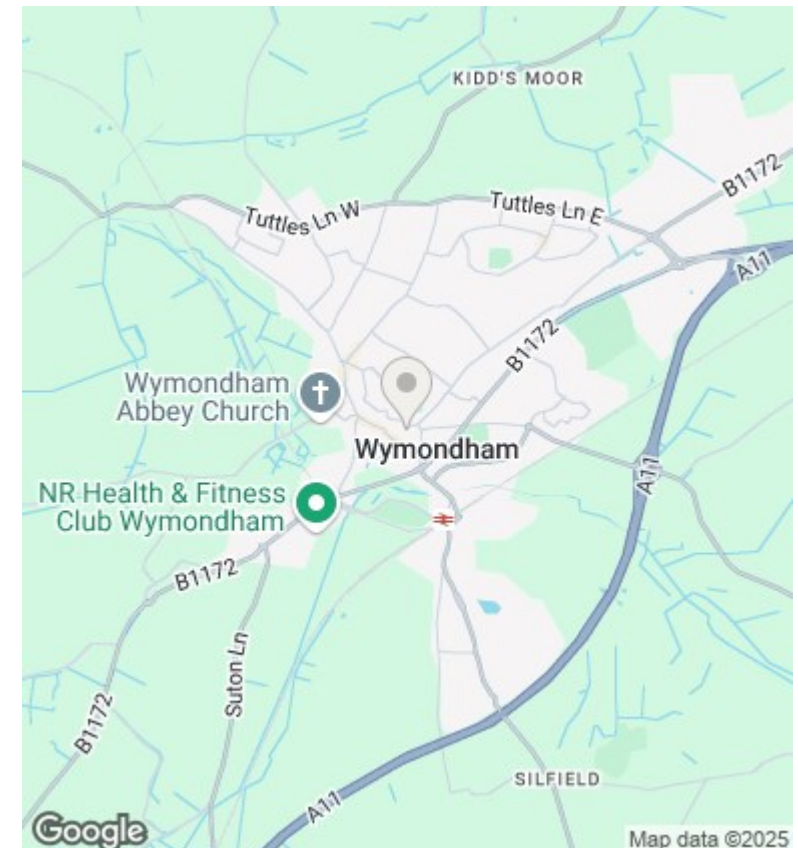 KIDD'S MOOR
B1172
Tuttles Ln W
Tuttles Ln E
A11
B1172
Wymondham
Abbey Church
Wymondham
A11
NR Health & Fitness
Club Wymondham
B1172
Suton Ln
B1172
SILFIELD
A11
Google
Map data ©2025